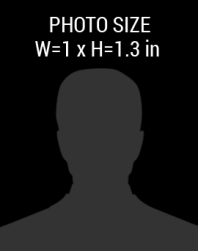 PHOTO SIZE
W=1 x H=1.3 in